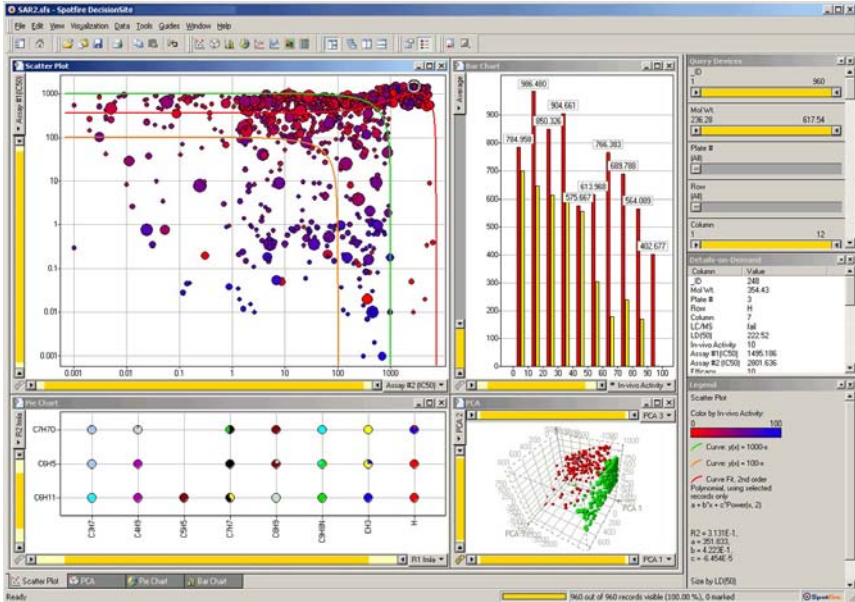 SAR2.sfs - Spotfire DecisionSite
File Edit View Visualization Data Tools Guides Window Help
Scatter Plot
Assay #1(IC50)
1000
100
10
1
0.1
0.01
0.001
0.001 0.01 0.1 1 10 100 1000
Assay #2 (IC50)
Bar Chart
Average
986.480
904.661
850.326
784.958
766.383
689.788
613.968
575.667
564.089
402.677
900
800
700
600
500
400
300
200
100
0
0 10 20 30 40 50 60 70 80 90 100
In-vivo Activity
Query Devices
_ID
1 960
Mol Wt.
236.28 617.54
Plate #
(All)
Row
(All)
Column
1 12
Details-on-Demand
Column Value
_ID 248
Mol Wt. 354.43
Plate # 3
Row H
Column 7
LC/MS fail
LD(50) 222.52
In-vivo Activity 10
Assay #1(IC50) 1495.186
Assay #2 (IC50) 2801.636
Legend
Scatter Plot
Color by In-vivo Activity:
0 100
Curve: y(x) = 1000-x
Curve: y(x) = 100-x
Curve Fit, 2nd order
Polynomial, using selected
records only
a + b*x + c*Power(x, 2)
R2 = 3.131E-1,
a = 351.833,
b = 4.223E-1,
c = -6.454E-5
Size by LD(50)
Pie Chart
C7H7O
C6H5
C6H11
C3H7
C4H9
C5H5
C7H7
C8H9
C9H8N
CH3
H
PCA
PCA 2
PCA 3
PCA 1
PCA 1
Scatter Plot PCA Pie Chart Bar Chart
Ready
960 out of 960 records visible (100.00 %), 0 marked
Spotfire